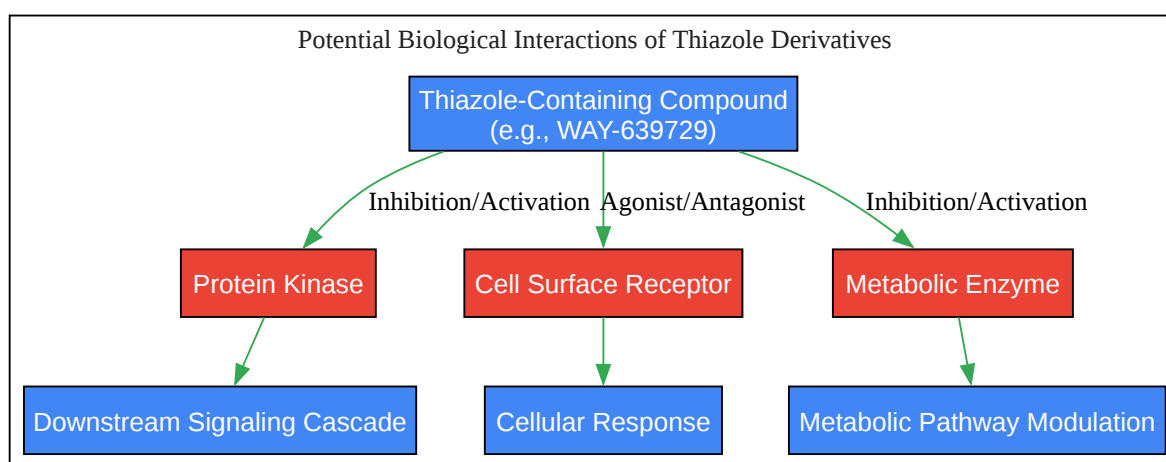 Potential Biological Interactions of Thiazole Derivatives
Thiazole-Containing Compound
(e.g., WAY-639729)
Inhibition/Activation
Agonist/Antagonist
Inhibition/Activation
Protein Kinase
Cell Surface Receptor
Metabolic Enzyme
Downstream Signaling Cascade
Cellular Response
Metabolic Pathway Modulation